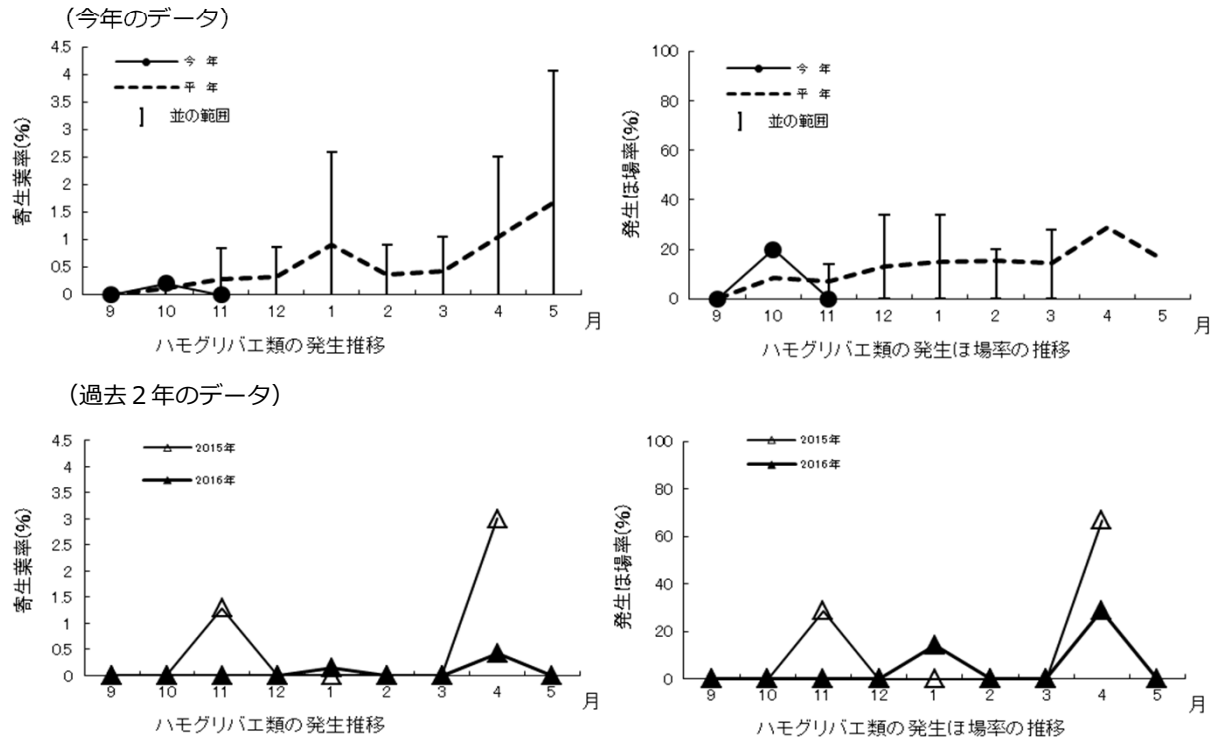 （今年のデータ）
4.5
4
3.5
3
2.5
2
1.5
1
0.5
0
寄生葉率(%)
今 年
平 年
並の範囲
9 10 11 12 1 2 3 4 5 月
ハモグリバエ類の発生推移
100
80
60
40
20
0
発生ほ場率(%)
今 年
平 年
並の範囲
9 10 11 12 1 2 3 4 5 月
ハモグリバエ類の発生ほ場率の推移
（過去２年のデータ）
4.5
4
3.5
3
2.5
2
1.5
1
0.5
0
寄生葉率(%)
2015年
2016年
9 10 11 12 1 2 3 4 5 月
ハモグリバエ類の発生推移
100
80
60
40
20
0
発生ほ場率(%)
2015年
2016年
9 10 11 12 1 2 3 4 5 月
ハモグリバエ類の発生ほ場率の推移